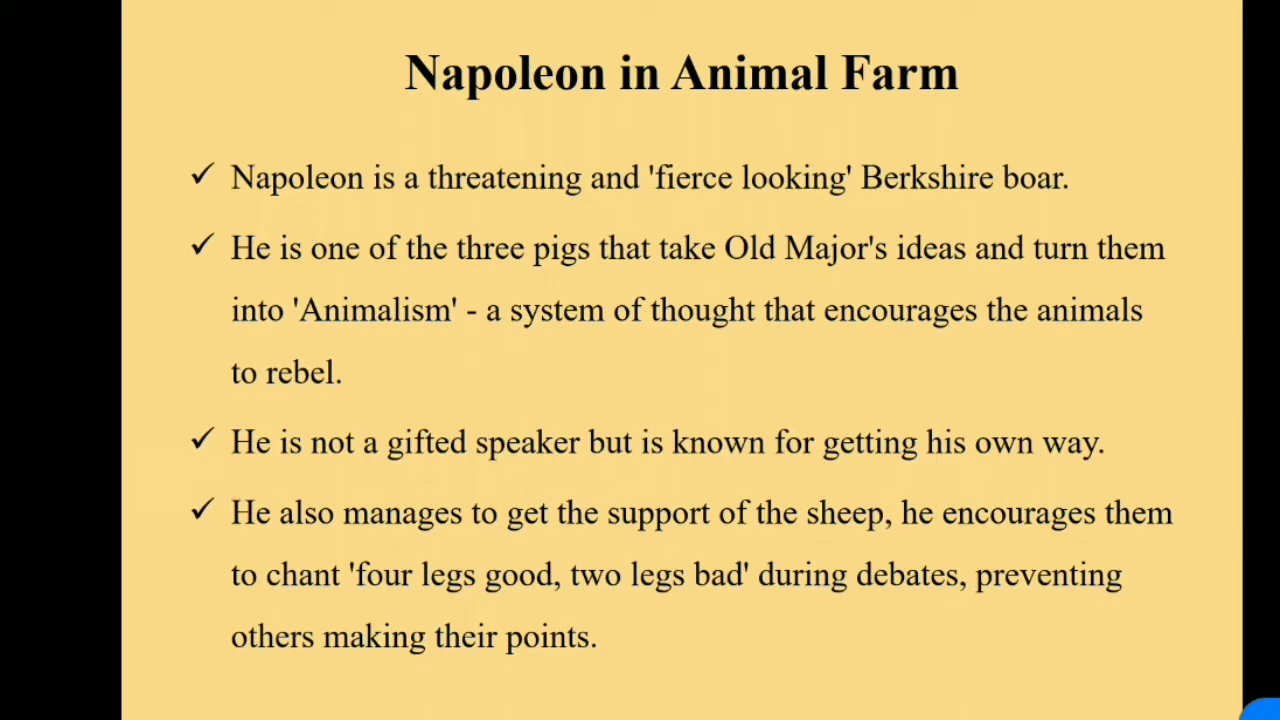 Napoleon in Animal Farm
✓ Napoleon is a threatening and 'fierce looking' Berkshire boar.
✓ He is one of the three pigs that take Old Major's ideas and turn them
into 'Animalism' - a system of thought that encourages the animals
to rebel.
✓ He is not a gifted speaker but is known for getting his own way.
✓ He also manages to get the support of the sheep, he encourages them
to chant 'four legs good, two legs bad' during debates, preventing
others making their points.